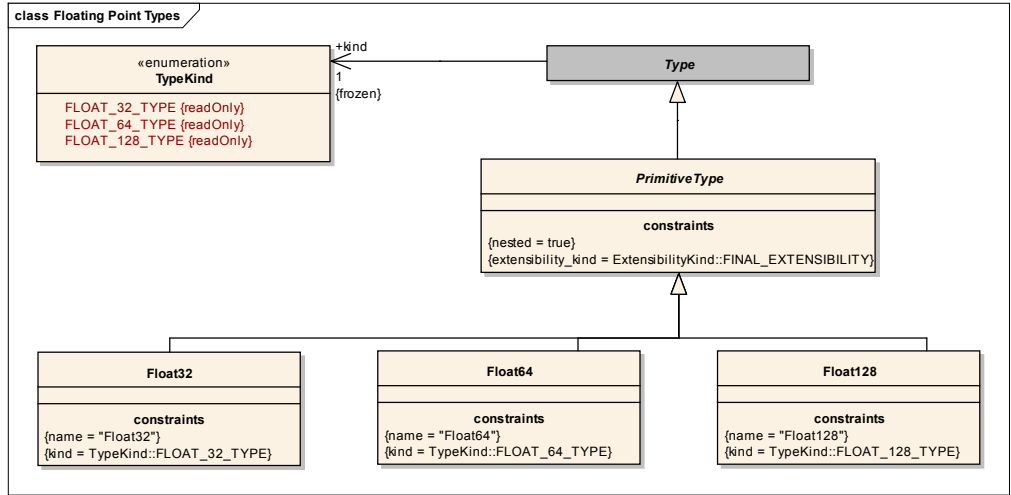 class Floating Point Types
«enumeration»
TypeKind
FLOAT_32_TYPE {readOnly}
FLOAT_64_TYPE {readOnly}
FLOAT_128_TYPE {readOnly}
+kind
1
{frozen}
Type
PrimitiveType
constraints
{nested = true}
{extensibility_kind = ExtensibilityKind::FINAL_EXTENSIBILITY}
Float32
constraints
{name = "Float32"}
{kind = TypeKind::FLOAT_32_TYPE}
Float64
constraints
{name = "Float64"}
{kind = TypeKind::FLOAT_64_TYPE}
Float128
constraints
{name = "Float128"}
{kind = TypeKind::FLOAT_128_TYPE}